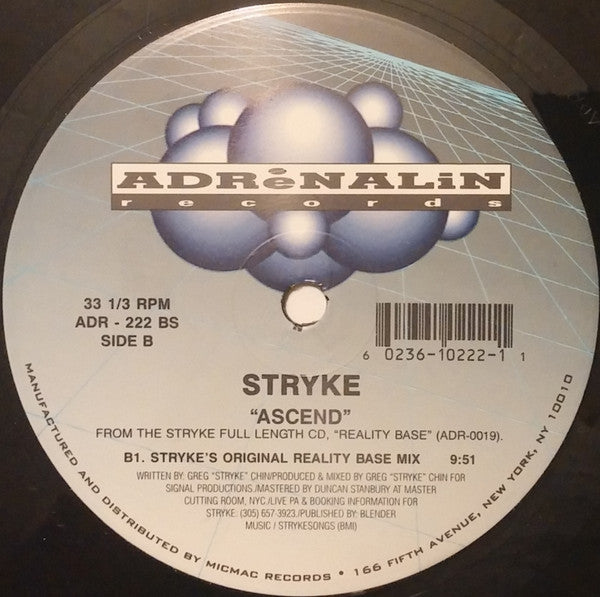 ADRèNALiN
records
33 1/3 RPM
ADR - 222 BS
SIDE B
6 0236-10222-1 1
STRYKE
“ASCEND”
FROM THE STRYKE FULL LENGTH CD, “REALITY BASE” (ADR-0019).
B1. STRYKE'S ORIGINAL REALITY BASE MIX 9:51
WRITTEN BY: GREG “STRYKE” CHIN/PRODUCED & MIXED BY GREG “STRYKE” CHIN FOR
SIGNAL PRODUCTIONS./MASTERED BY DUNCAN STANBURY AT MASTER
CUTTING ROOM, NYC./LIVE PA & BOOKING INFORMATION FOR
STRYKE: (305) 657-3923./PUBLISHED BY: BLENDER
MUSIC / STRYKESONGS (BMI)
MANUFACTURED AND DISTRIBUTED BY MICMAC RECORDS • 166 FIFTH AVENUE, NEW YORK, NY 10010